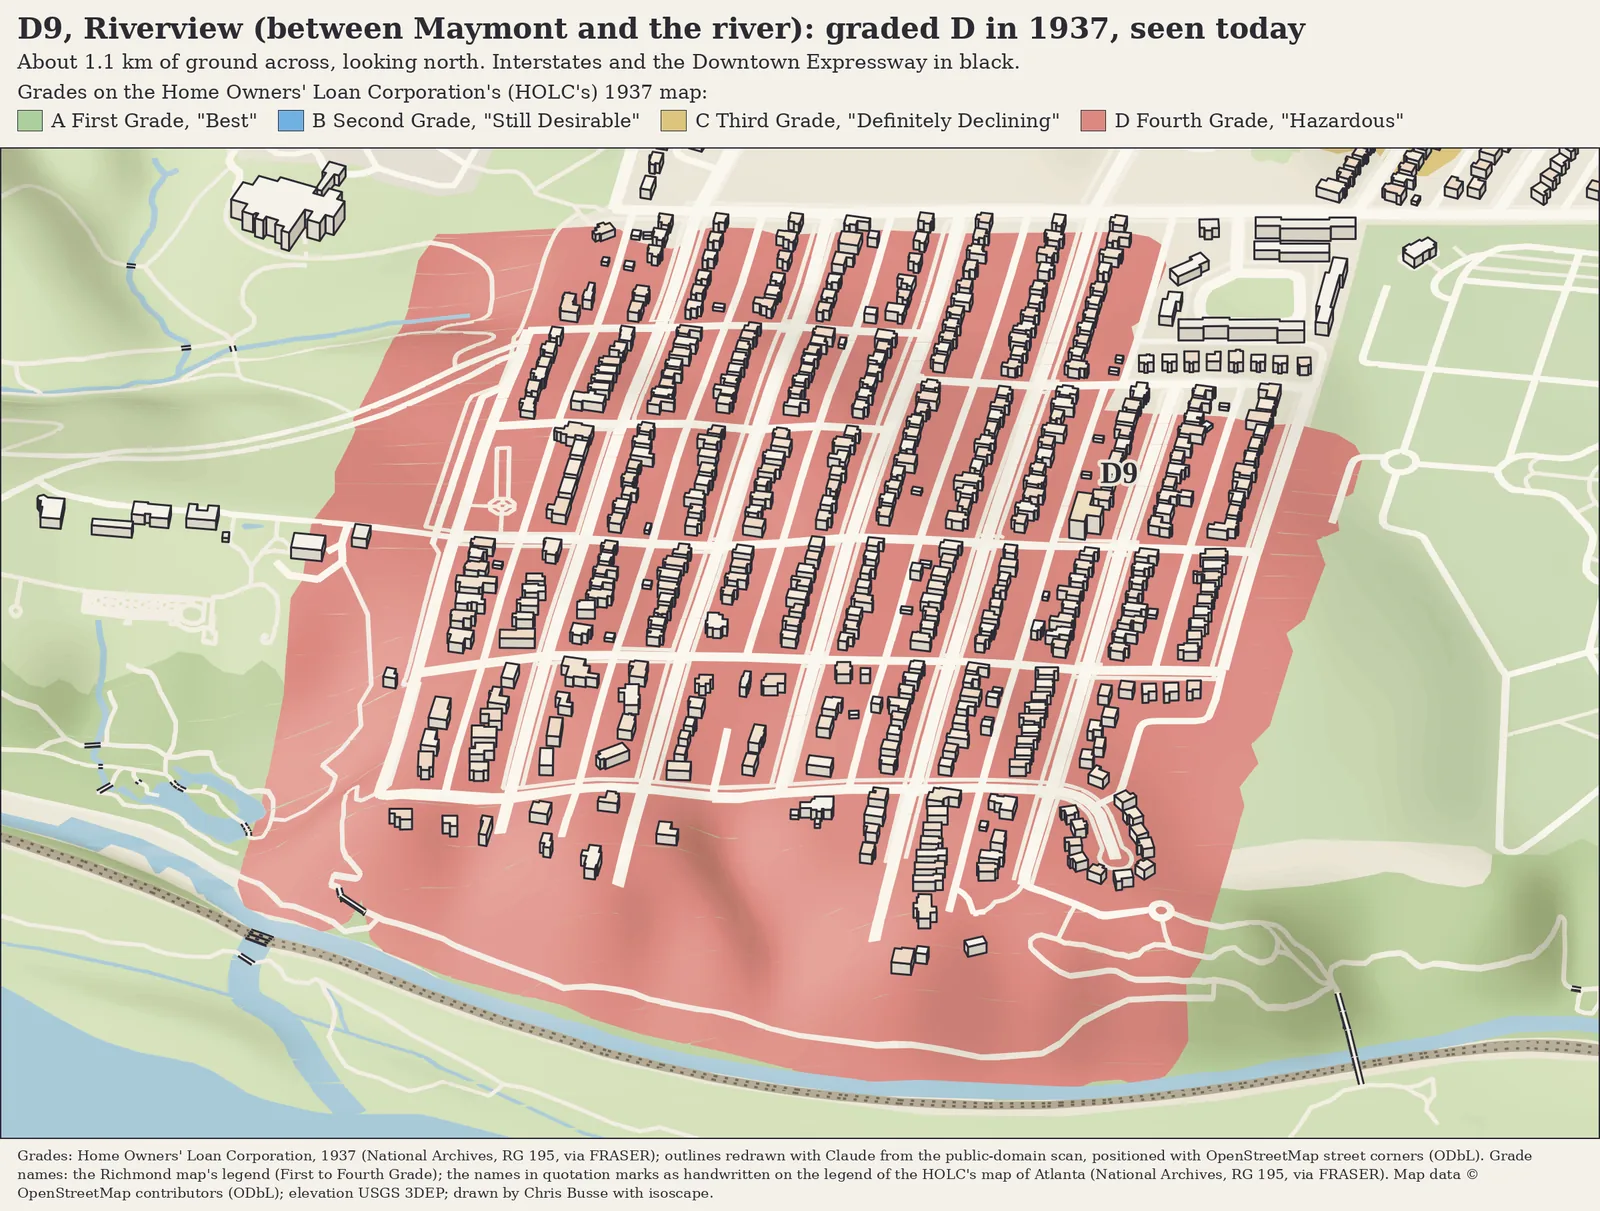 D9, Riverview (between Maymont and the river): graded D in 1937, seen today
About 1.1 km of ground across, looking north. Interstates and the Downtown Expressway in black.
Grades on the Home Owners' Loan Corporation's (HOLC's) 1937 map:
A First Grade, "Best" B Second Grade, "Still Desirable" C Third Grade, "Definitely Declining" D Fourth Grade, "Hazardous"
D9
Grades: Home Owners' Loan Corporation, 1937 (National Archives, RG 195, via FRASER); outlines redrawn with Claude from the public-domain scan, positioned with OpenStreetMap street corners (ODbL). Grade
names: the Richmond map's legend (First to Fourth Grade); the names in quotation marks as handwritten on the legend of the HOLC's map of Atlanta (National Archives, RG 195, via FRASER). Map data ©
OpenStreetMap contributors (ODbL); elevation USGS 3DEP; drawn by Chris Busse with isoscape.